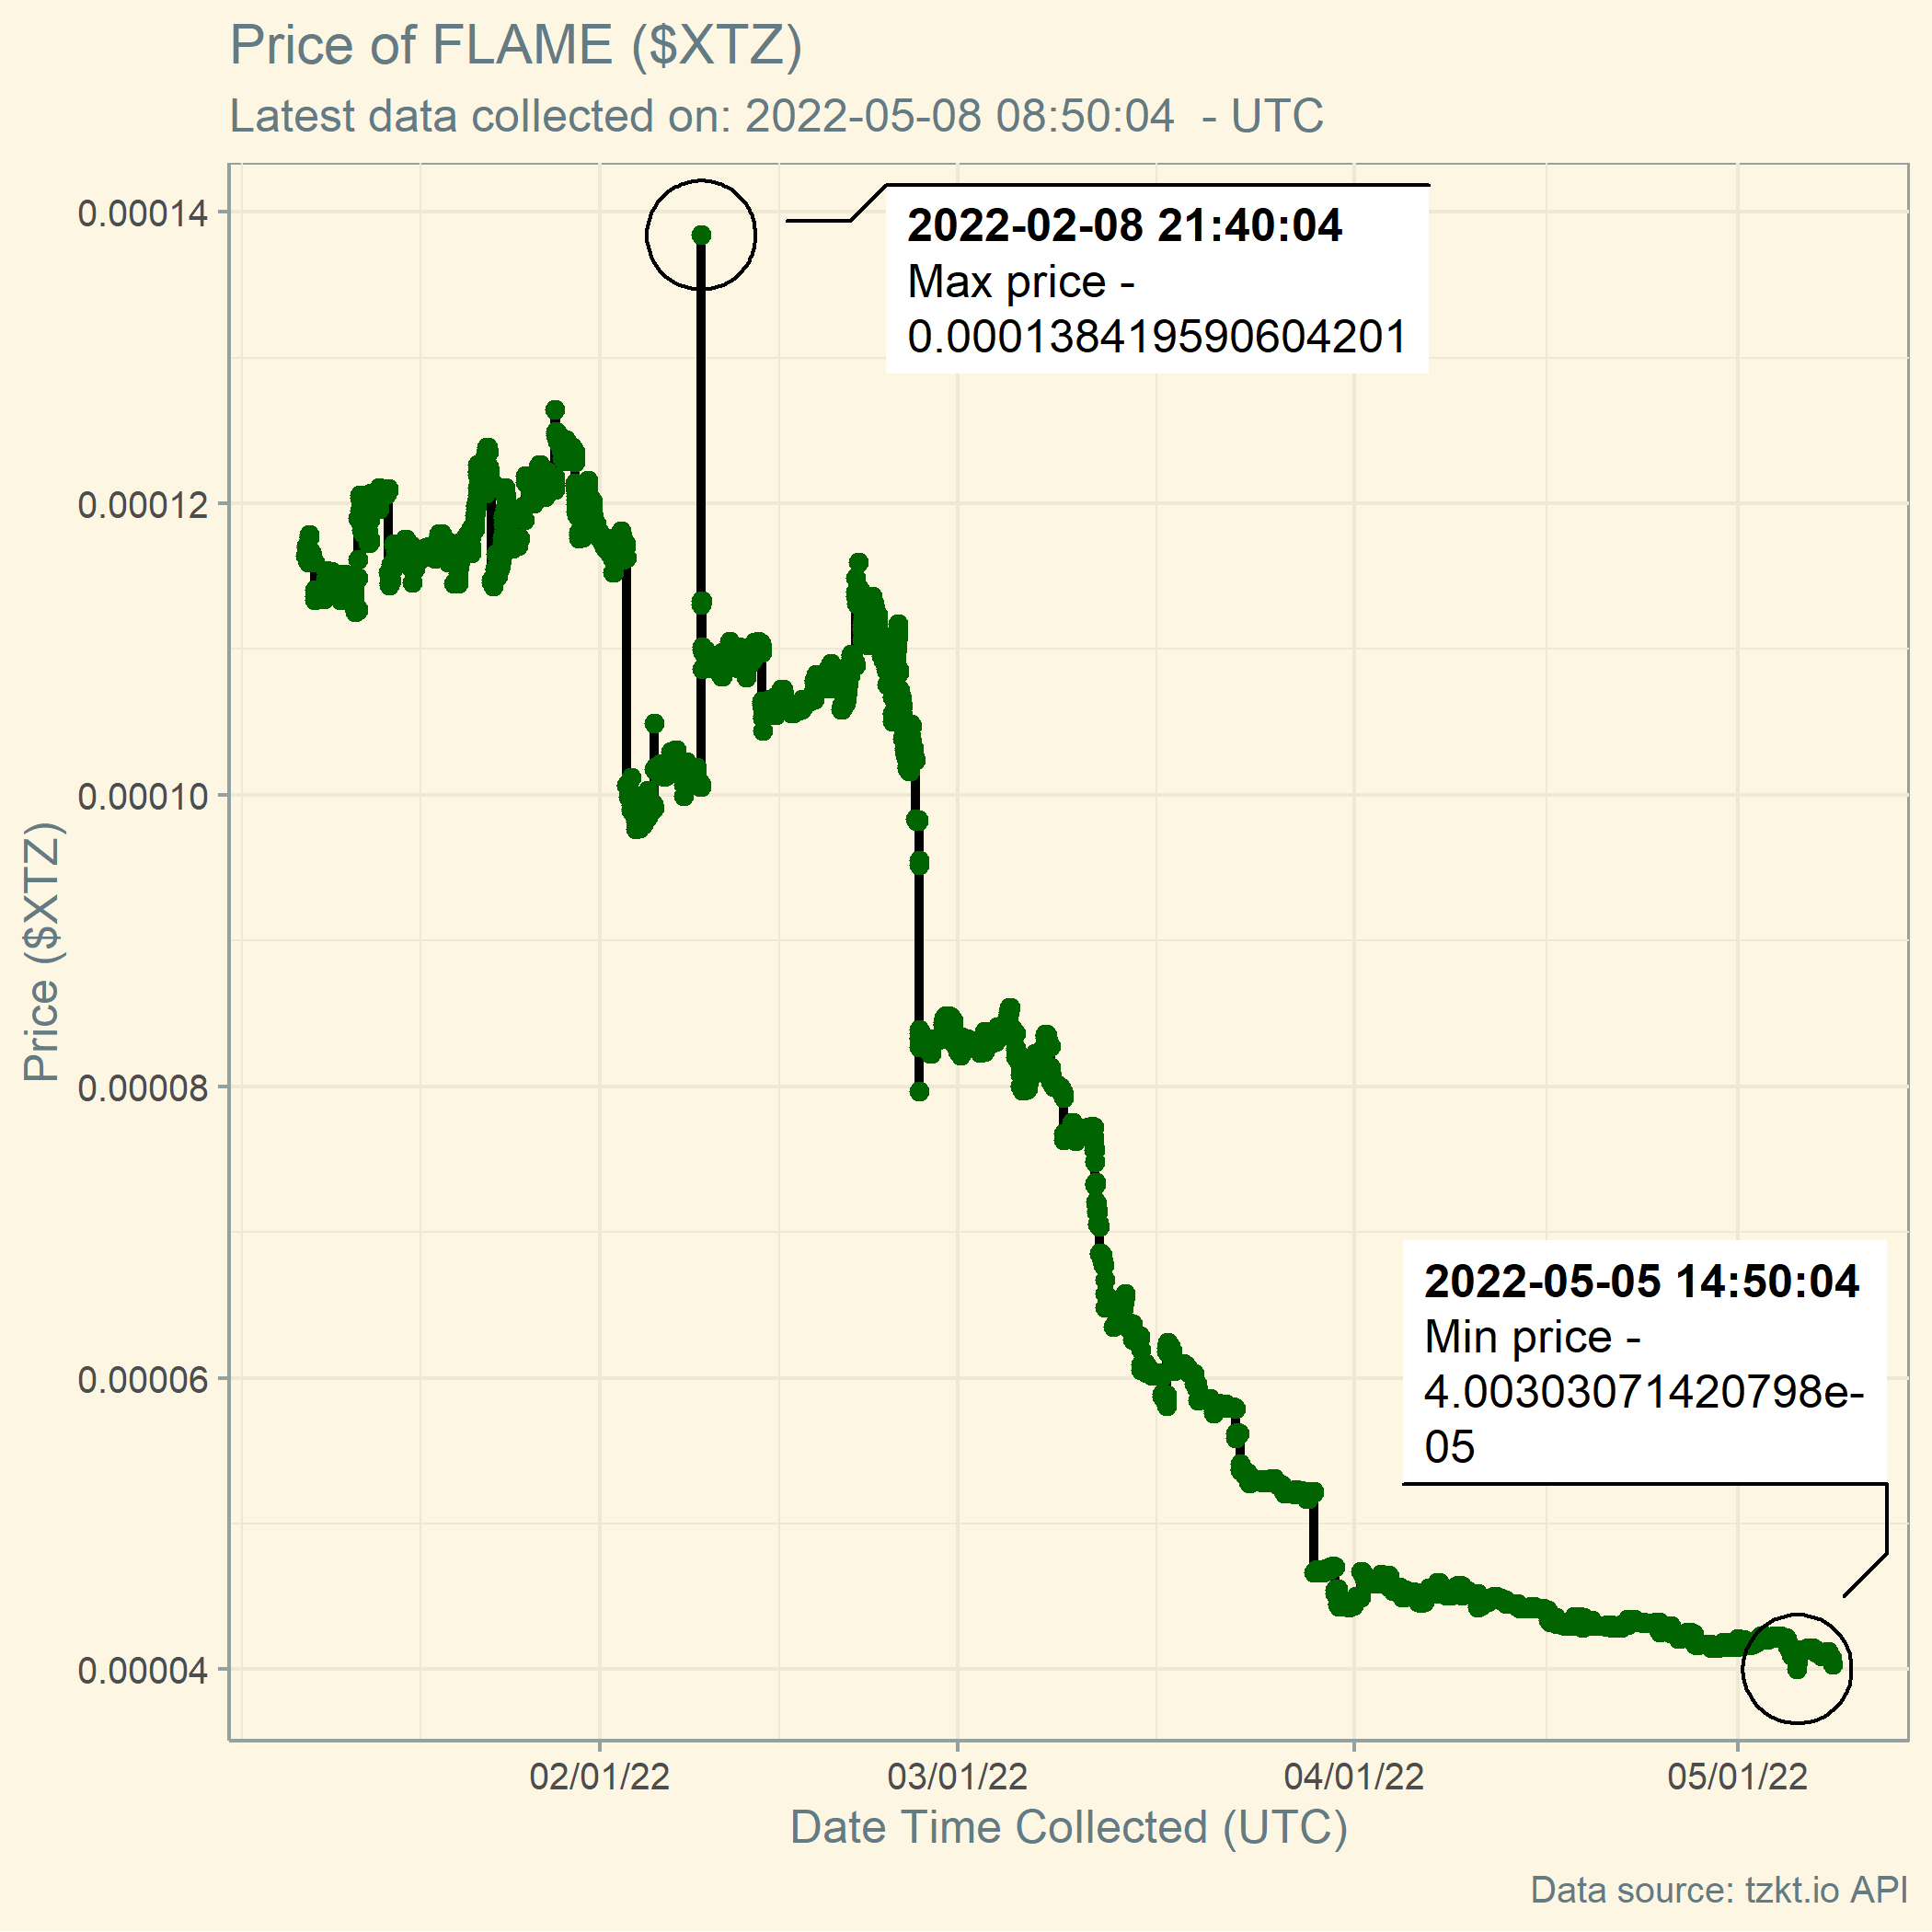 Price of FLAME ($XTZ)
Latest data collected on: 2022-05-08 08:50:04  - UTC
0.00014
0.00012
0.00010
0.00008
0.00006
0.00004
Price ($XTZ)
2022-02-08 21:40:04
Max price -
0.000138419590604201
2022-05-05 14:50:04
Min price -
4.00303071420798e-
05
02/01/22
03/01/22
04/01/22
05/01/22
Date Time Collected (UTC)
Data source: tzkt.io API